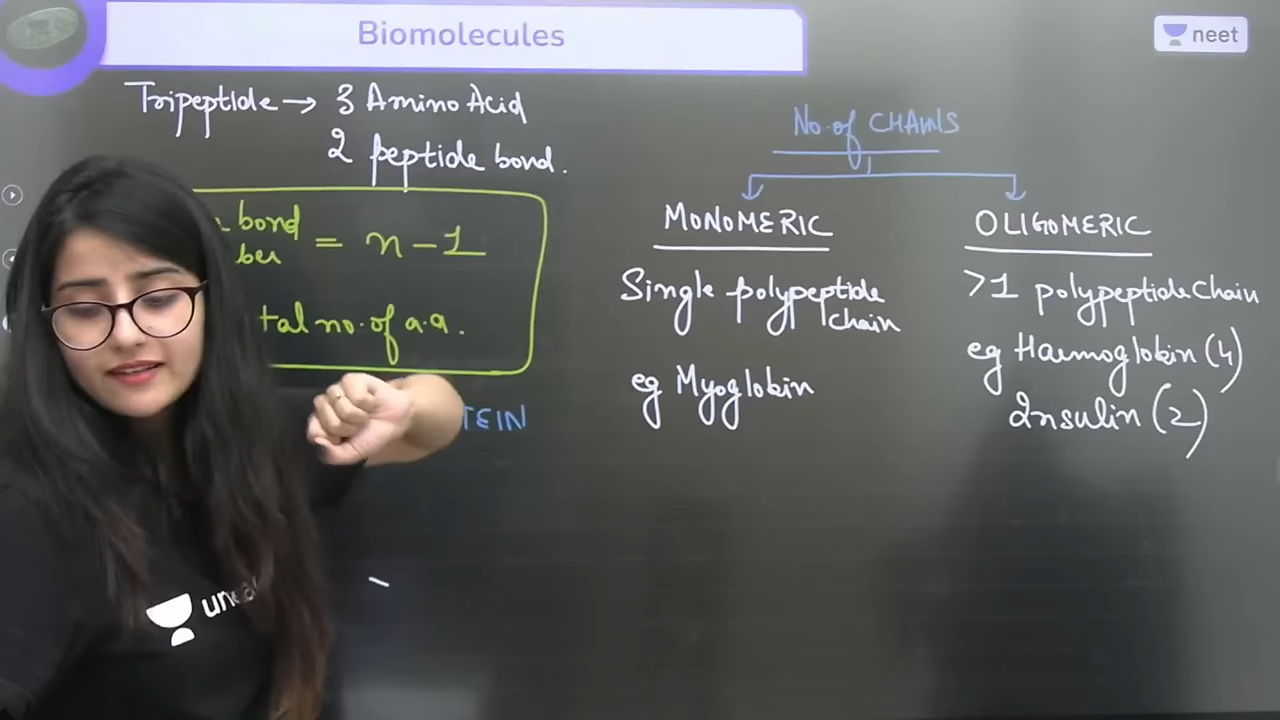 Biomolecules
neet
Tripeptide → 3 Amino Acid
2 peptide bond.
bond
ber = n - 1
tal no. of a.a.
TEIN
No. of CHAINS
MONOMERIC
Single polypeptide
chain
eg Myoglobin
OLIGOMERIC
>1 polypeptide Chain
eg Haemoglobin (4)
Insulin (2)
una